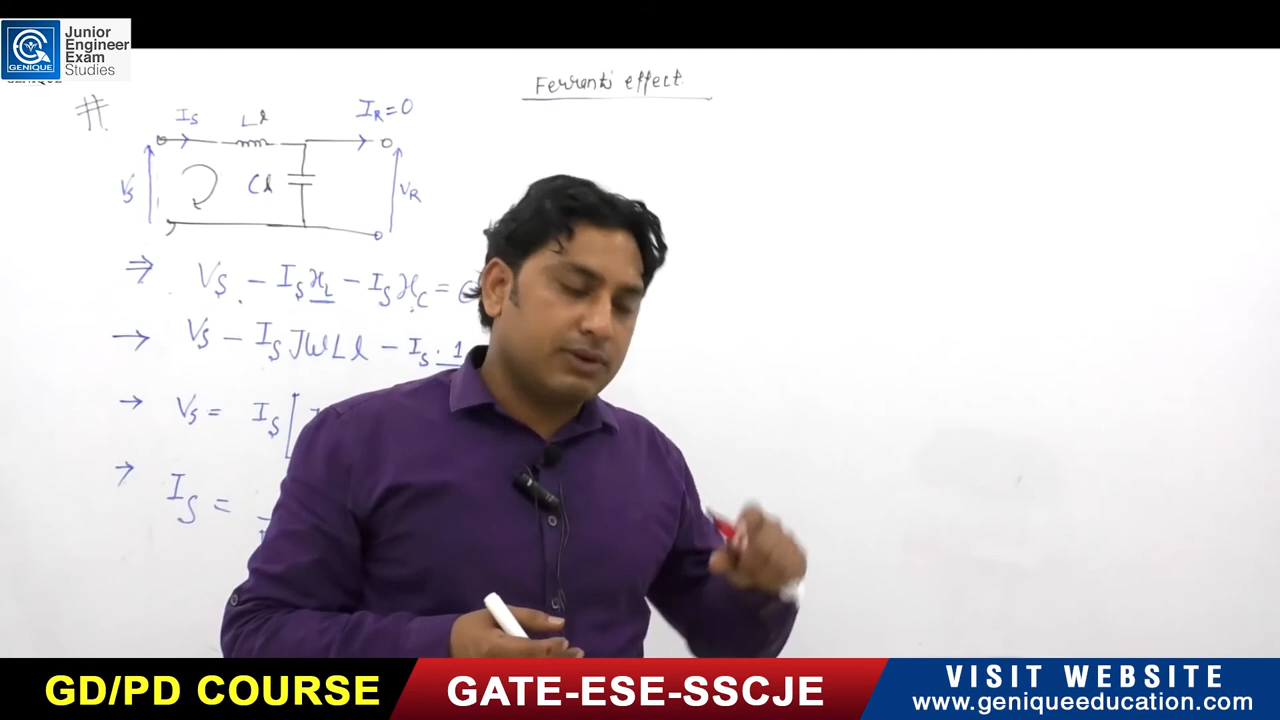 Junior
Engineer
Exam
Studies
GENIQUE
Ferranti effect
#
Is Ll IR=0
Vs Cl VR
⇒ Vs - Is XL - Is XC =
→ Vs - Is JωLl - Is . 1
→ Vs = Is [
→ Is =
GD/PD COURSE
GATE-ESE-SSCJE
VISIT WEBSITE
www.geniqueeducation.com